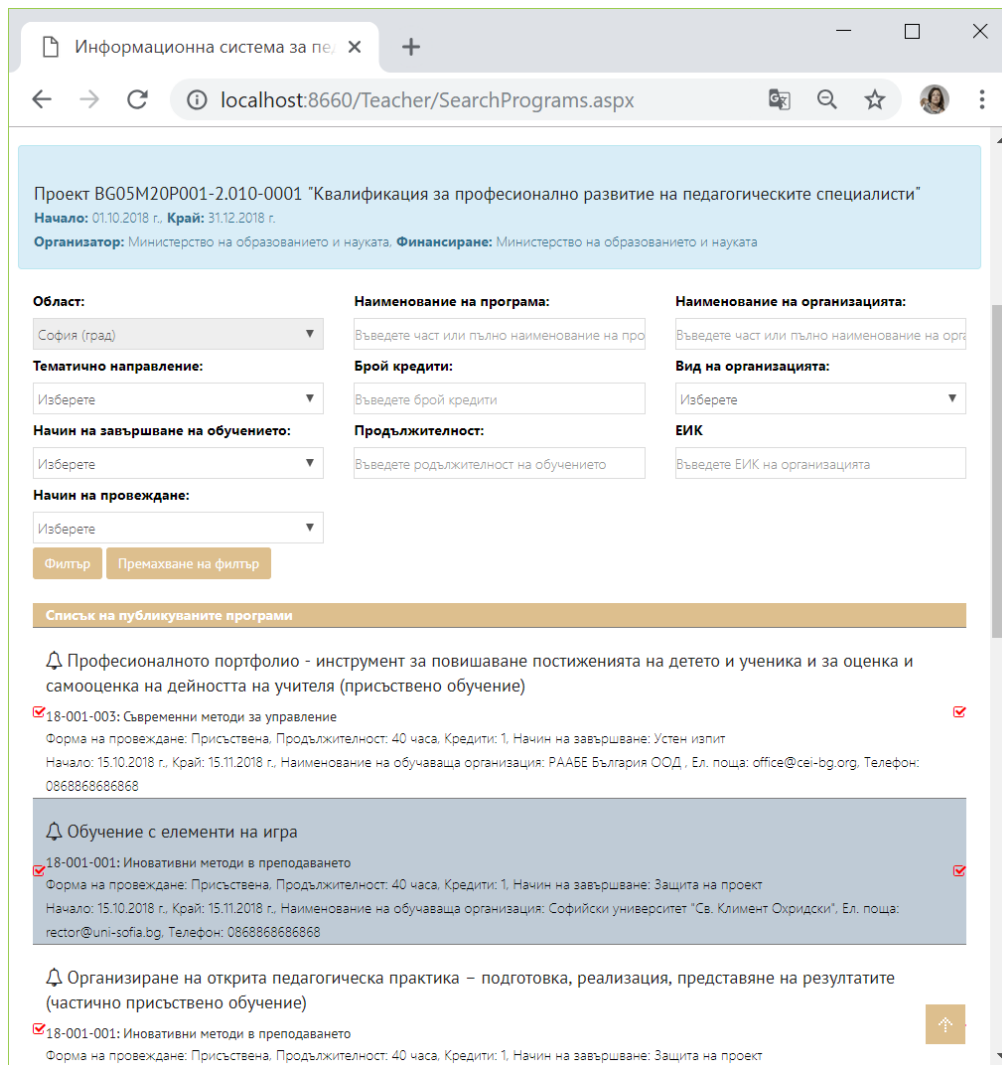 Информационна система за пе
localhost:8660/Teacher/SearchPrograms.aspx
Проект BG05M20P001-2.010-0001 "Квалификация за професионално развитие на педагогическите специалисти"
Начало: 01.10.2018 г., Край: 31.12.2018 г.
Организатор: Министерство на образованието и науката, Финансиране: Министерство на образованието и науката
Област: Наименование на програма: Наименование на организацията:
София (град) Въведете част или пълно наименование на про Въведете част или пълно наименование на орга
Тематично направление: Брой кредити: Вид на организацията:
Изберете Въведете брой кредити Изберете
Начин на завършване на обучението: Продължителност: ЕИК
Изберете Въведете родължителност на обучението Въведете ЕИК на организацията
Начин на провеждане:
Изберете
Филтър Премахване на филтър
Списък на публикуваните програми
Професионалното портфолио - инструмент за повишаване постиженията на детето и ученика и за оценка и
самооценка на дейността на учителя (присъствено обучение)
18-001-003: Съвременни методи за управление
Форма на провеждане: Присъствена, Продължителност: 40 часа, Кредити: 1, Начин на завършване: Устен изпит
Начало: 15.10.2018 г., Край: 15.11.2018 г., Наименование на обучаваща организация: РААБЕ България ООД , Ел. поща: office@cei-bg.org, Телефон:
0868868686868
Обучение с елементи на игра
18-001-001: Иновативни методи в преподаването
Форма на провеждане: Присъствена, Продължителност: 40 часа, Кредити: 1, Начин на завършване: Защита на проект
Начало: 15.10.2018 г., Край: 15.11.2018 г., Наименование на обучаваща организация: Софийски университет "Св. Климент Охридски", Ел. поща:
rector@uni-sofia.bg, Телефон: 0868868686868
Организиране на открита педагогическа практика – подготовка, реализация, представяне на резултатите
(частично присъствено обучение)
18-001-001: Иновативни методи в преподаването
Форма на провеждане: Присъствена, Продължителност: 40 часа, Кредити: 1, Начин на завършване: Защита на проект